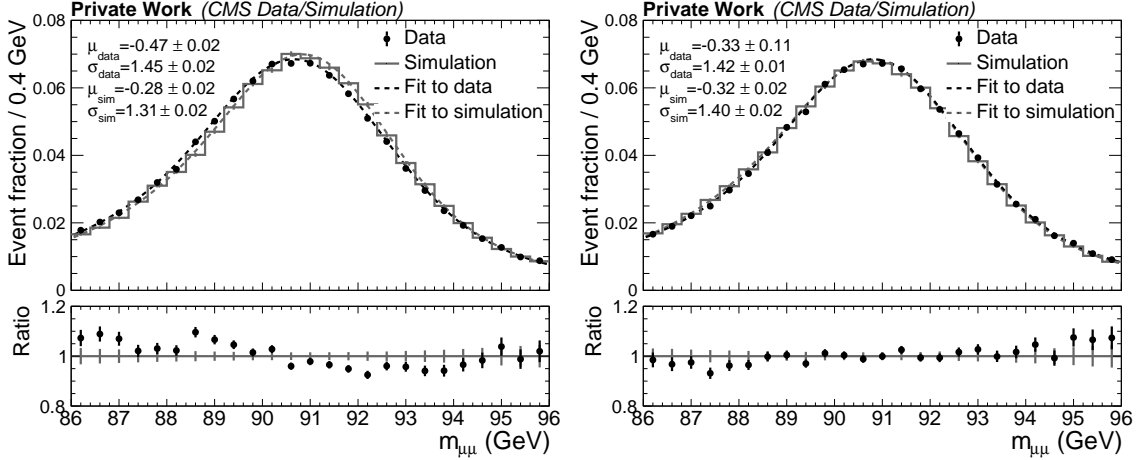 Private Work (CMS Data/Simulation)
Event fraction / 0.4 GeV
0.08
0.06
0.04
0.02
0
μdata=-0.47 ± 0.02
σdata=1.45 ± 0.02
μsim=-0.28 ± 0.02
σsim=1.31 ± 0.02
Data
Simulation
Fit to data
Fit to simulation
Ratio
1.2
1
0.8
86 87 88 89 90 91 92 93 94 95 96
mμμ (GeV)
Private Work (CMS Data/Simulation)
Event fraction / 0.4 GeV
0.08
0.06
0.04
0.02
0
μdata=-0.33 ± 0.11
σdata=1.42 ± 0.01
μsim=-0.32 ± 0.02
σsim=1.40 ± 0.02
Data
Simulation
Fit to data
Fit to simulation
Ratio
1.2
1
0.8
86 87 88 89 90 91 92 93 94 95 96
mμμ (GeV)